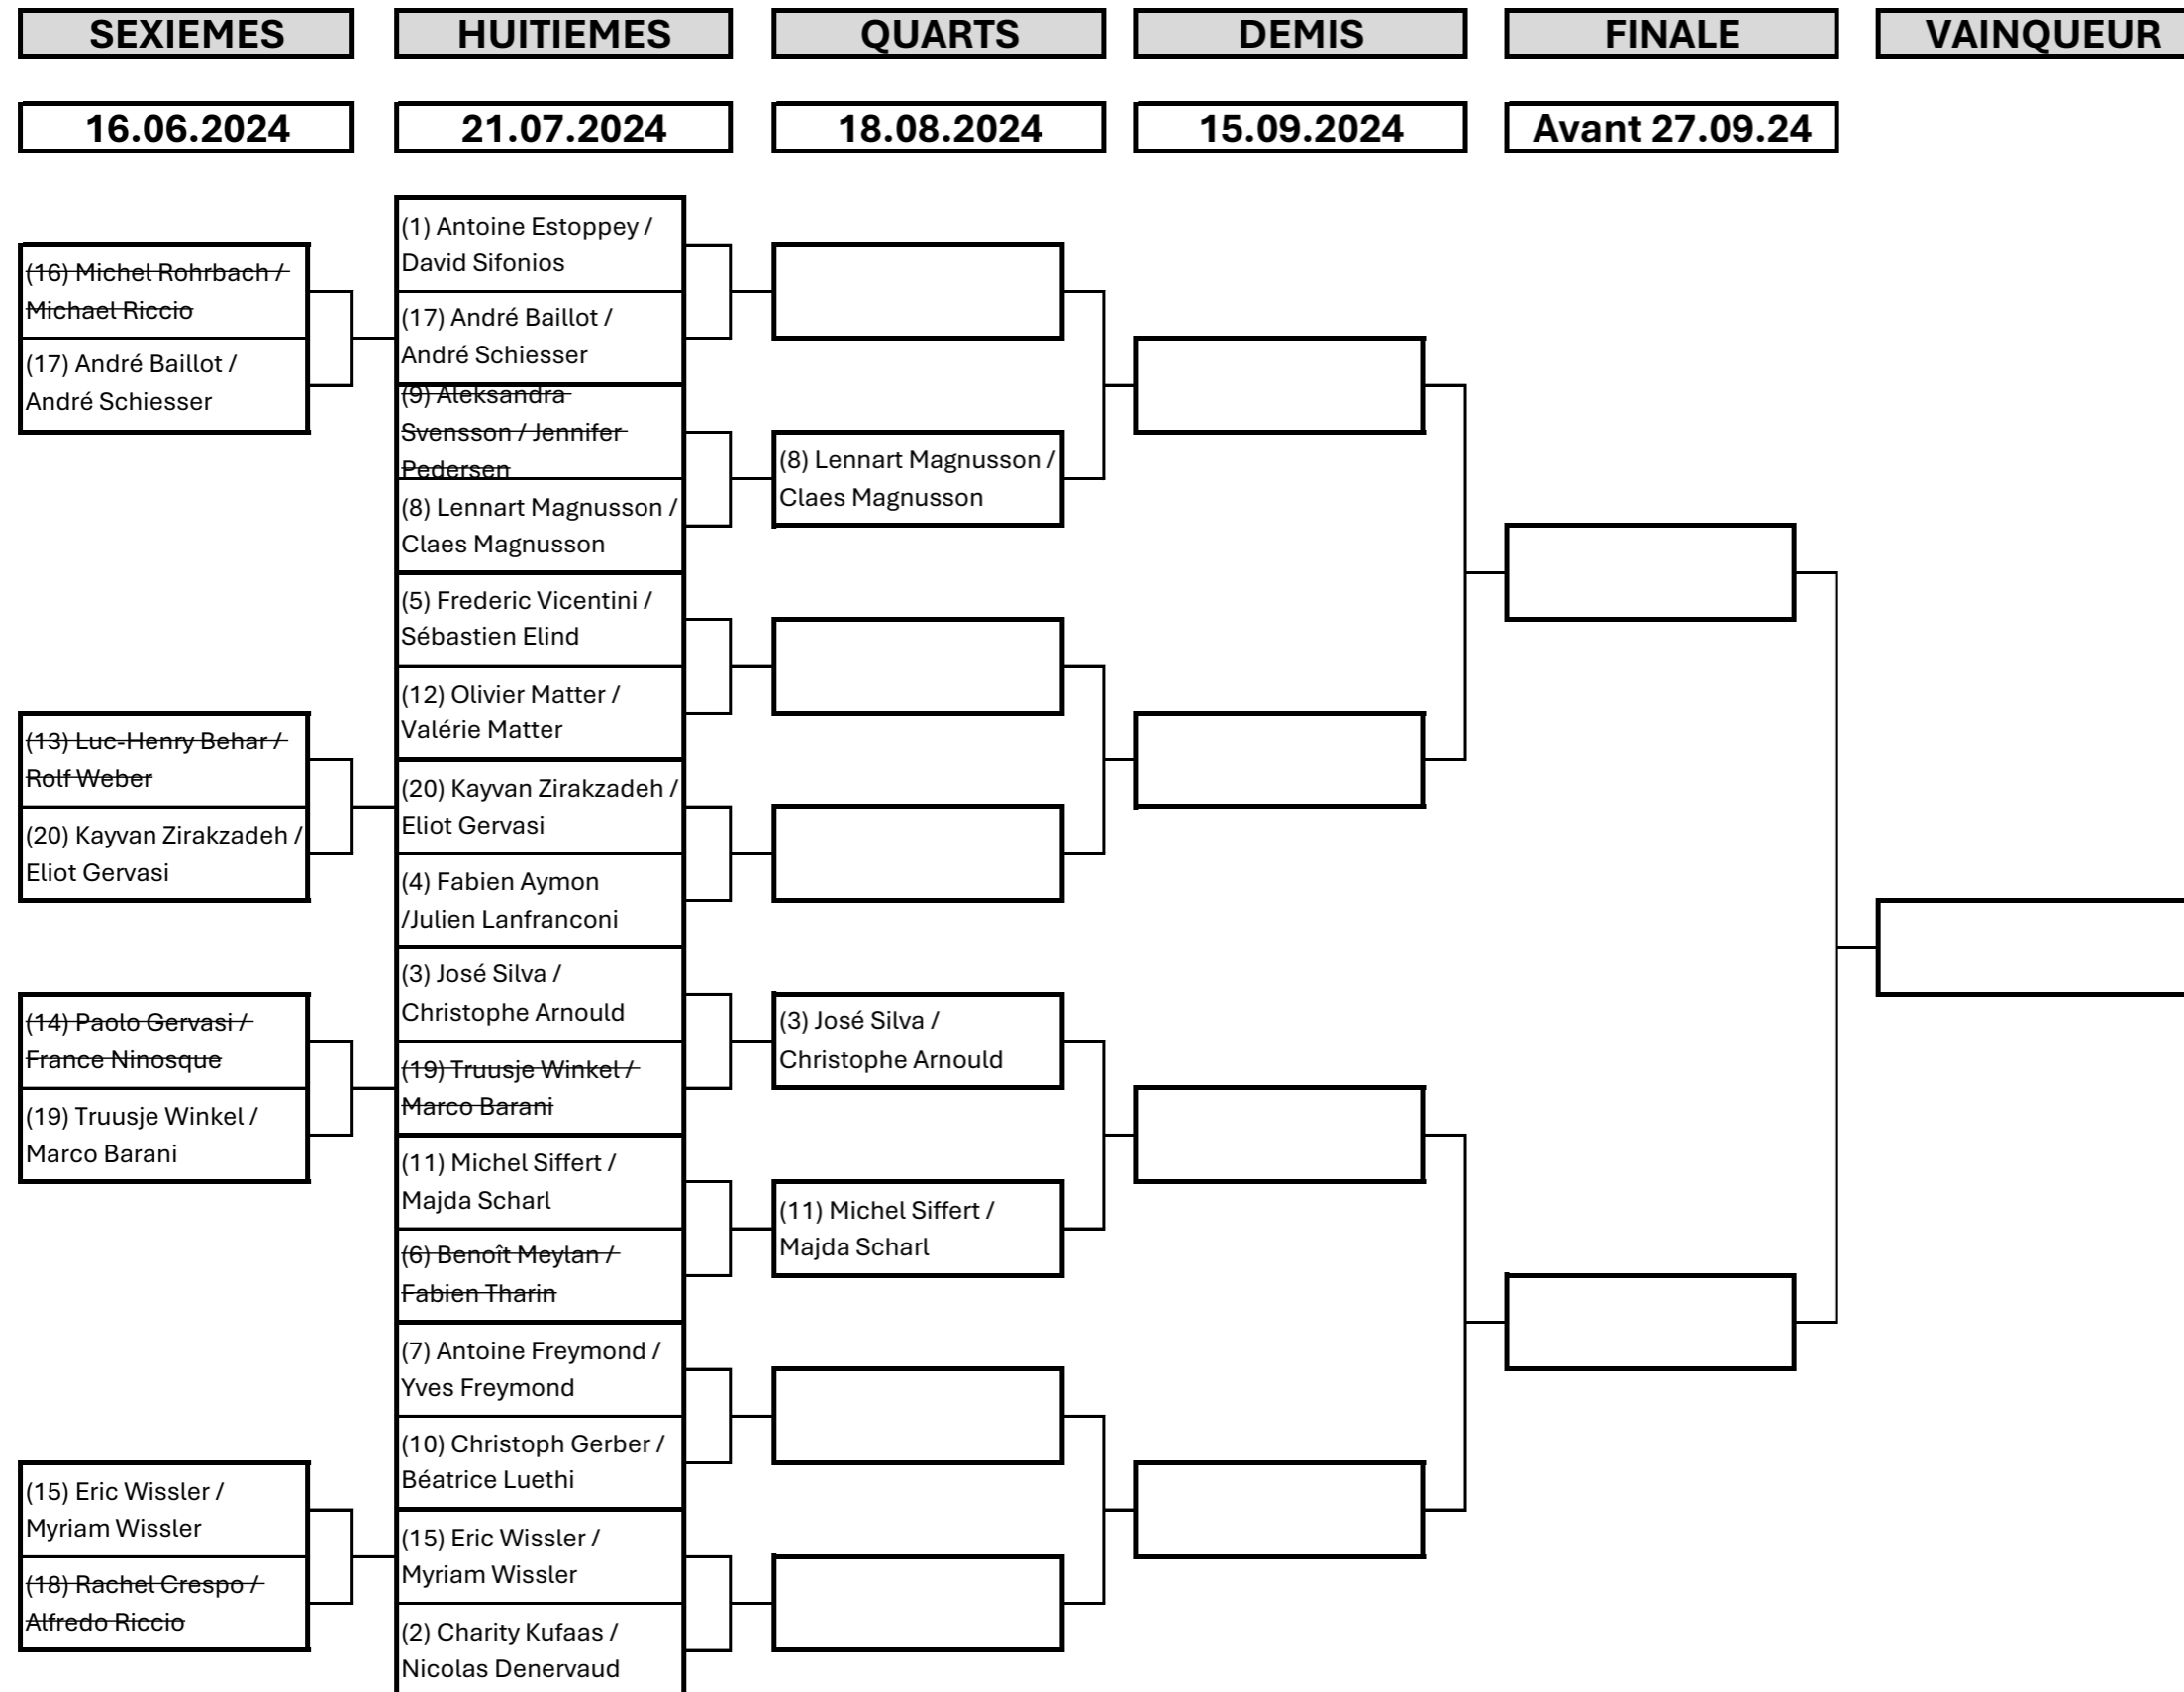 SEXIEMES
HUITIEMES
QUARTS
DEMIS
FINALE
VAINQUEUR
16.06.2024
21.07.2024
18.08.2024
15.09.2024
Avant 27.09.24
(16) Michel Rohrbach /
Michael Riccio
(17) André Baillot /
André Schiesser
(13) Luc-Henry Behar /
Rolf Weber
(20) Kayvan Zirakzadeh /
Eliot Gervasi
(14) Paolo Gervasi /
France Ninosque
(19) Truusje Winkel /
Marco Barani
(15) Eric Wissler /
Myriam Wissler
(18) Rachel Crespo /
Alfredo Riccio
(1) Antoine Estoppey /
David Sifonios
(17) André Baillot /
André Schiesser
(9) Aleksandra
Svensson / Jennifer
Pedersen
(8) Lennart Magnusson /
Claes Magnusson
(5) Frederic Vicentini /
Sébastien Elind
(12) Olivier Matter /
Valérie Matter
(20) Kayvan Zirakzadeh /
Eliot Gervasi
(4) Fabien Aymon
/Julien Lanfranconi
(3) José Silva /
Christophe Arnould
(19) Truusje Winkel /
Marco Barani
(11) Michel Siffert /
Majda Scharl
(6) Benoît Meylan /
Fabien Tharin
(7) Antoine Freymond /
Yves Freymond
(10) Christoph Gerber /
Béatrice Luethi
(15) Eric Wissler /
Myriam Wissler
(2) Charity Kufaas /
Nicolas Denervaud
(8) Lennart Magnusson /
Claes Magnusson
(3) José Silva /
Christophe Arnould
(11) Michel Siffert /
Majda Scharl